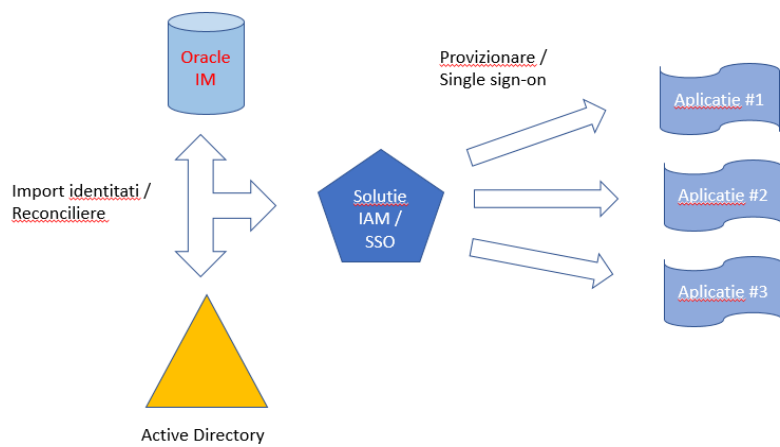 Oracle
IM
Provizionare /
Single sign-on
Aplicatie #1
Import identitati /
Reconciliere
Solutie
IAM /
SSO
Aplicatie #2
Aplicatie #3
Active Directory